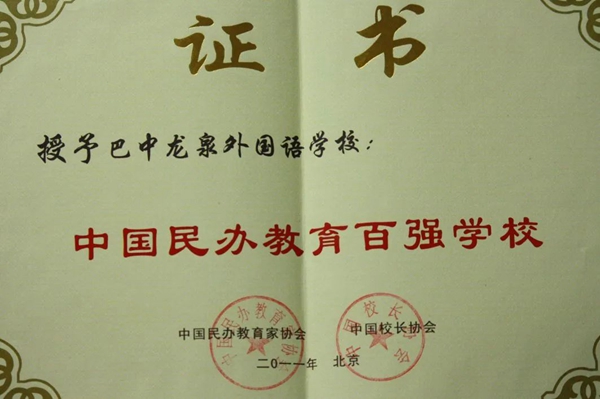 证书
授予巴中龙泉外国语学校：
中国民办教育百强学校
中国民办教育家协会 中国校长协会
二〇一一年 北京